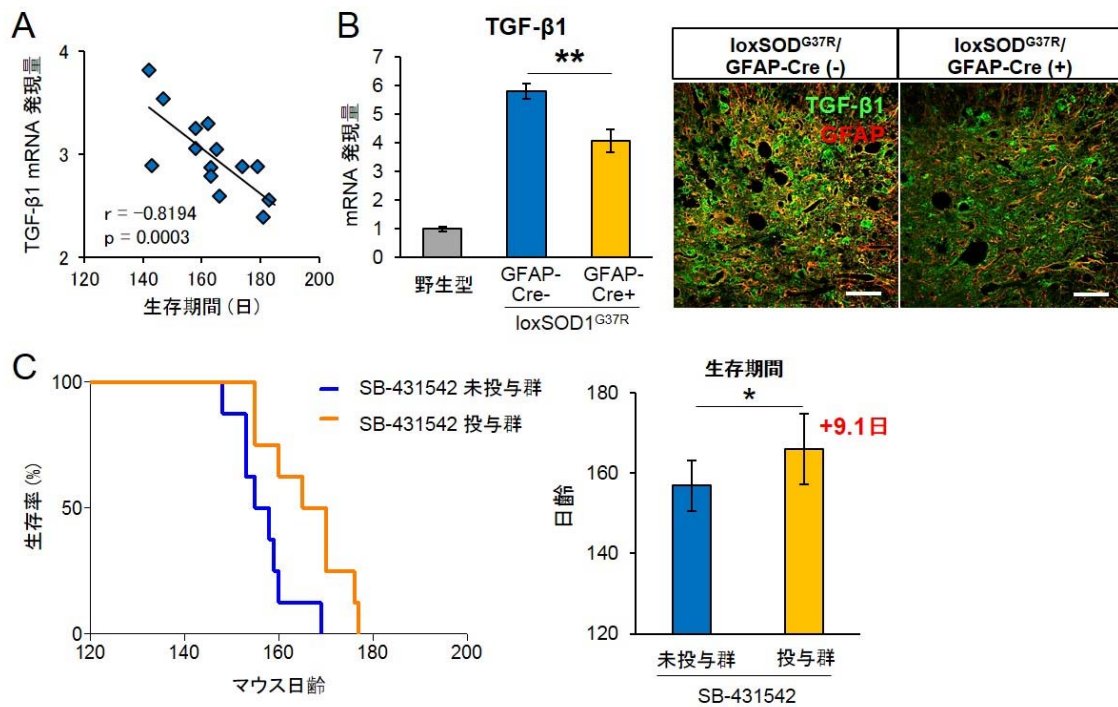 A
TGF-β1 mRNA 発現量
4
3
2
r = −0.8194
p = 0.0003
120
140
160
180
200
生存期間 (日)
B
TGF-β1
mRNA 発現量
7
6
5
4
3
2
1
0
**
野生型
GFAP-
Cre-
GFAP-
Cre+
loxSOD1G37R
loxSODG37R/
GFAP-Cre (-)
loxSODG37R/
GFAP-Cre (+)
TGF-β1
GFAP
C
生存率 (%)
100
50
0
SB-431542 未投与群
SB-431542 投与群
120
140
160
180
200
マウス日齢
生存期間
日齢
180
160
140
120
*
+9.1日
未投与群
投与群
SB-431542